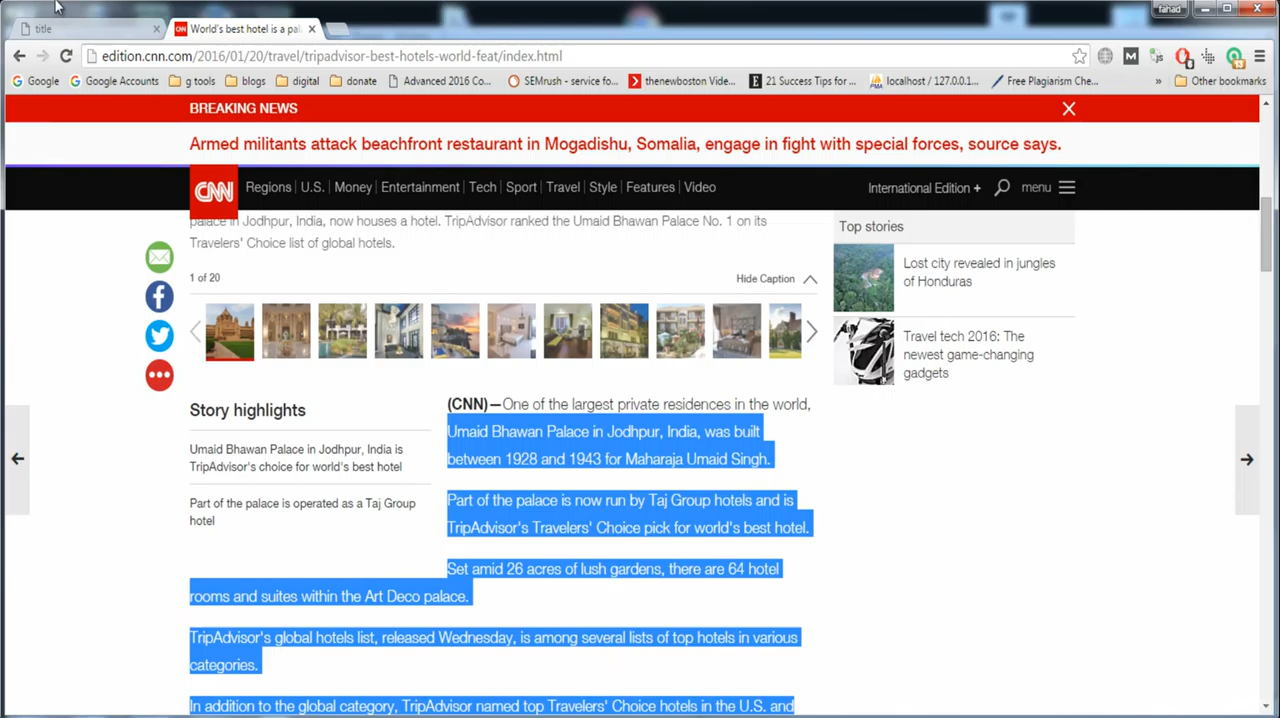 fahad
title
World's best hotel is a pal
edition.cnn.com/2016/01/20/travel/tripadvisor-best-hotels-world-feat/index.html
Google
Google Accounts
g tools
blogs
digital
donate
Advanced 2016 Co...
SEMrush - service fo...
thenewboston Vide...
21 Success Tips for ...
localhost / 127.0.0.1...
Free Plagiarism Che...
»
Other bookmarks
BREAKING NEWS
Armed militants attack beachfront restaurant in Mogadishu, Somalia, engage in fight with special forces, source says.
CNN
Regions
U.S.
Money
Entertainment
Tech
Sport
Travel
Style
Features
Video
International Edition +
menu
palace in Jodhpur, India, now houses a hotel. TripAdvisor ranked the Umaid Bhawan Palace No. 1 on its
Travelers' Choice list of global hotels.
1 of 20
Hide Caption
Top stories
Lost city revealed in jungles
of Honduras
Travel tech 2016: The
newest game-changing
gadgets
Story highlights
Umaid Bhawan Palace in Jodhpur, India is
TripAdvisor's choice for world's best hotel
Part of the palace is operated as a Taj Group
hotel
(CNN)—One of the largest private residences in the world,
Umaid Bhawan Palace in Jodhpur, India, was built
between 1928 and 1943 for Maharaja Umaid Singh.
Part of the palace is now run by Taj Group hotels and is
TripAdvisor's Travelers' Choice pick for world's best hotel.
Set amid 26 acres of lush gardens, there are 64 hotel
rooms and suites within the Art Deco palace.
TripAdvisor's global hotels list, released Wednesday, is among several lists of top hotels in various
categories.
In addition to the global category, TripAdvisor named top Travelers' Choice hotels in the U.S. and